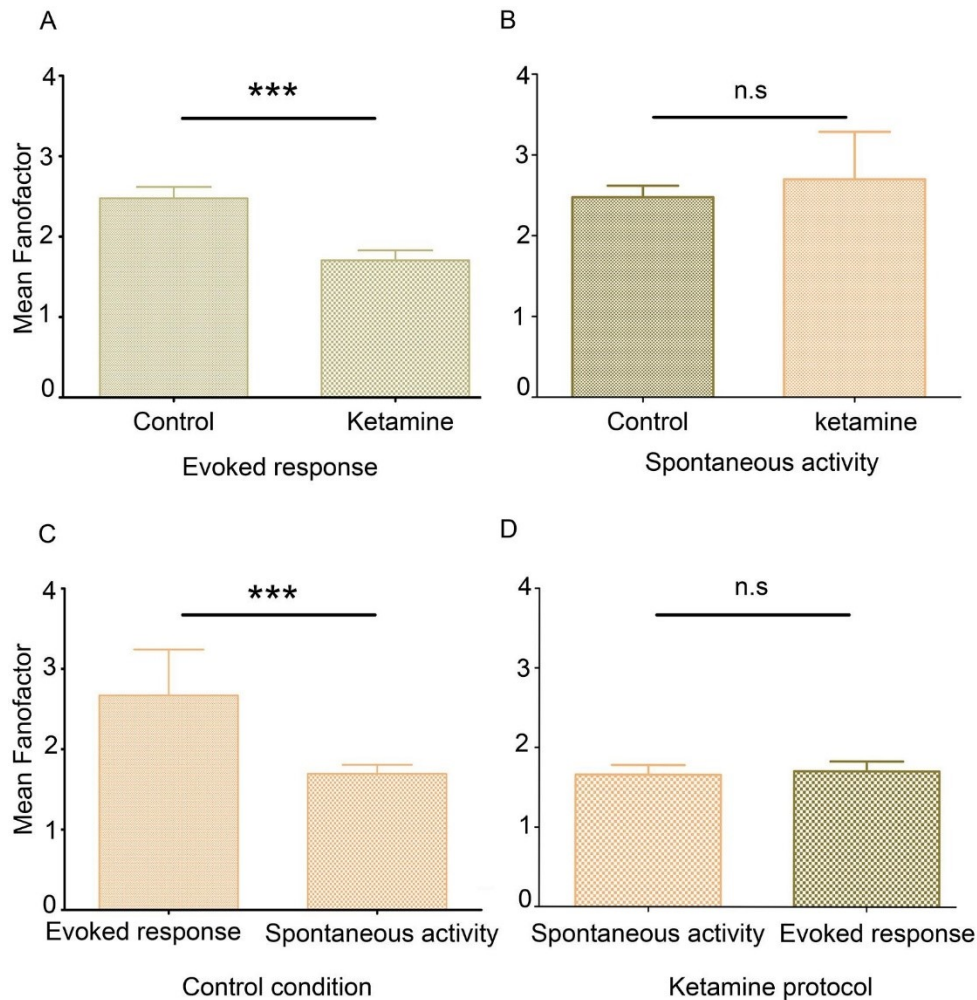 A
Mean Fanofactor
4
3
2
1
0
***
Control
Ketamine
Evoked response
B
4
3
2
1
0
n.s
Control
ketamine
Spontaneous activity
C
Mean Fanofactor
4
3
2
1
0
***
Evoked response
Spontaneous activity
Control condition
D
4
3
2
1
0
n.s
Spontaneous activity
Evoked response
Ketamine protocol